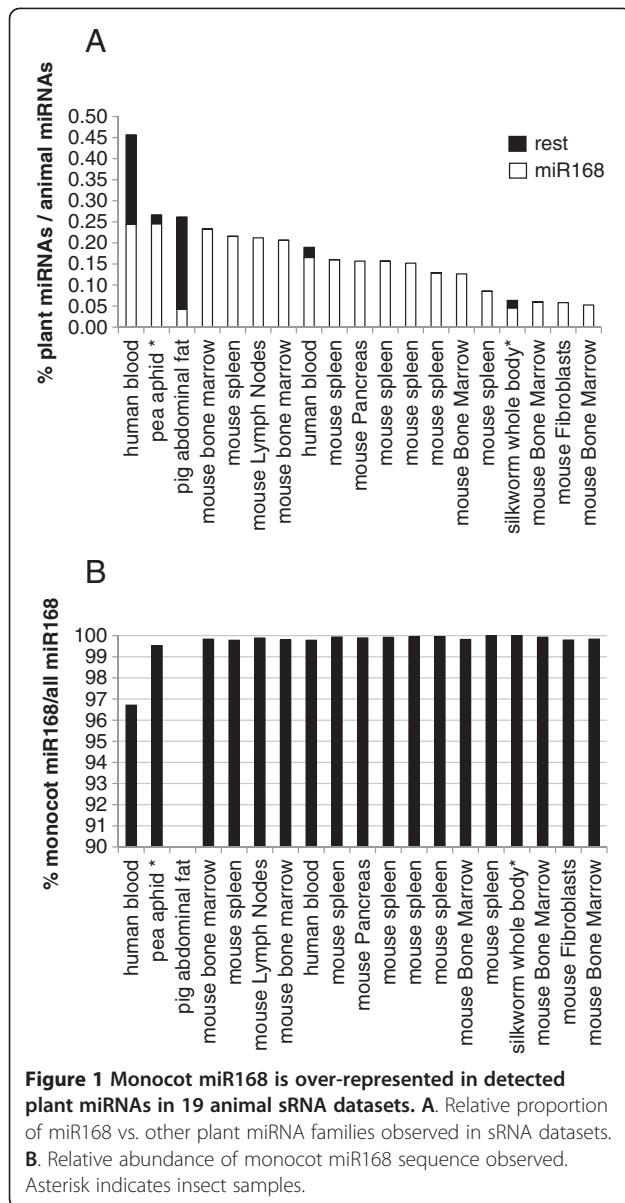 A
% plant miRNAs / animal miRNAs
0.50
0.45
0.40
0.35
0.30
0.25
0.20
0.15
0.10
0.05
0.00
rest
miR168
human blood
pea aphid *
pig abdominal fat
mouse bone marrow
mouse spleen
mouse Lymph Nodes
mouse bone marrow
human blood
mouse spleen
mouse Pancreas
mouse spleen
mouse spleen
mouse spleen
mouse Bone Marrow
mouse spleen
silkworm whole body*
mouse Bone Marrow
mouse Fibroblasts
mouse Bone Marrow
B
% monocot miR168/all miR168
100
99
98
97
96
95
94
93
92
91
90
human blood
pea aphid *
pig abdominal fat
mouse bone marrow
mouse spleen
mouse Lymph Nodes
mouse bone marrow
human blood
mouse spleen
mouse Pancreas
mouse spleen
mouse spleen
mouse spleen
mouse Bone Marrow
mouse spleen
silkworm whole body*
mouse Bone Marrow
mouse Fibroblasts
mouse Bone Marrow
Figure 1 Monocot miR168 is over-represented in detected
plant miRNAs in 19 animal sRNA datasets. A. Relative proportion
of miR168 vs. other plant miRNA families observed in sRNA datasets.
B. Relative abundance of monocot miR168 sequence observed.
Asterisk indicates insect samples.